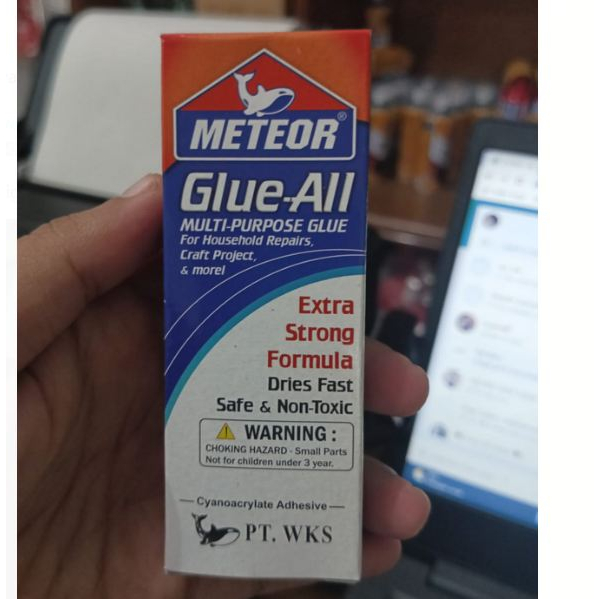 METEOR®
Glue-All
MULTI-PURPOSE GLUE
For Household Repairs,
Craft Project,
& more!
Extra
Strong
Formula
Dries Fast
Safe & Non-Toxic
WARNING :
CHOKING HAZARD - Small Parts
Not for children under 3 year.
Cyanoacrylate Adhesive
PT. WKS